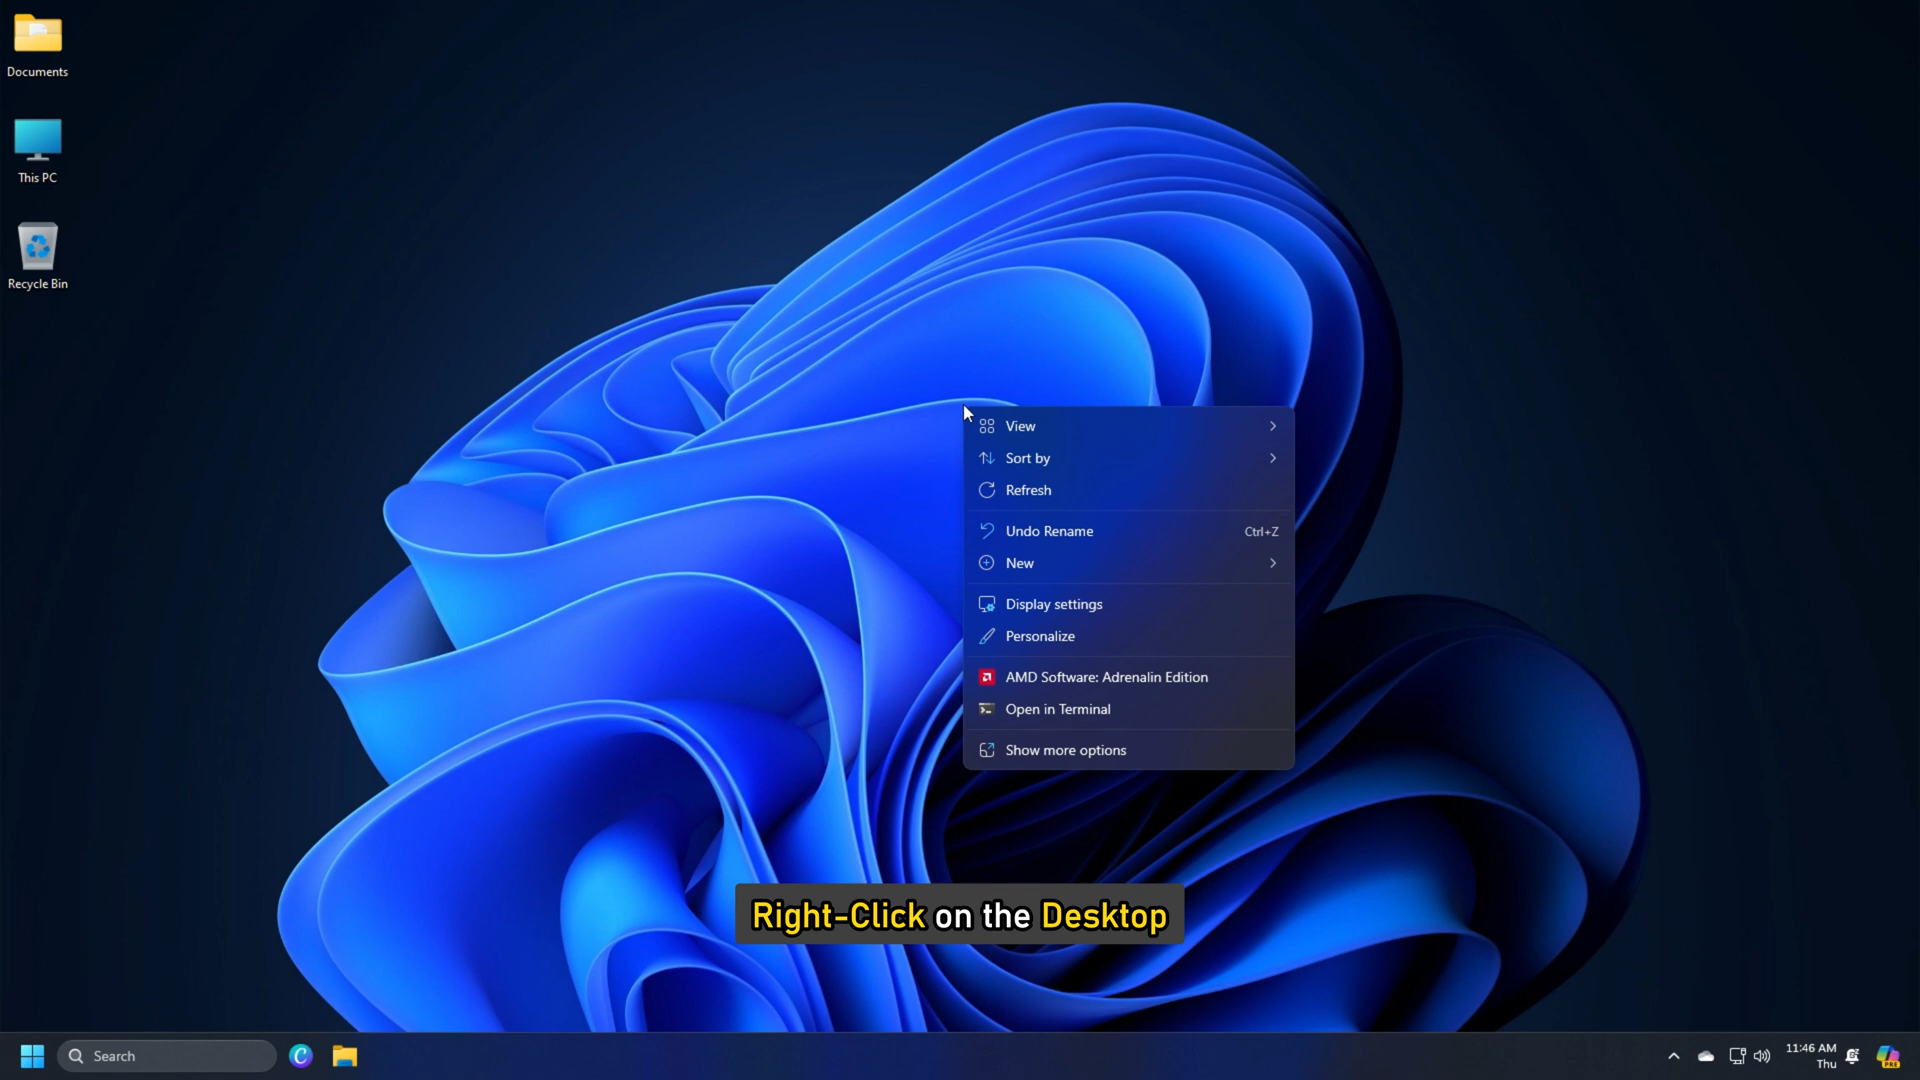 Documents
This PC
Recycle Bin
View
Sort by
Refresh
Undo Rename Ctrl+Z
New
Display settings
Personalize
AMD Software: Adrenalin Edition
Open in Terminal
Show more options
Right-Click on the Desktop
Search
11:46 AM
Thu
PRE